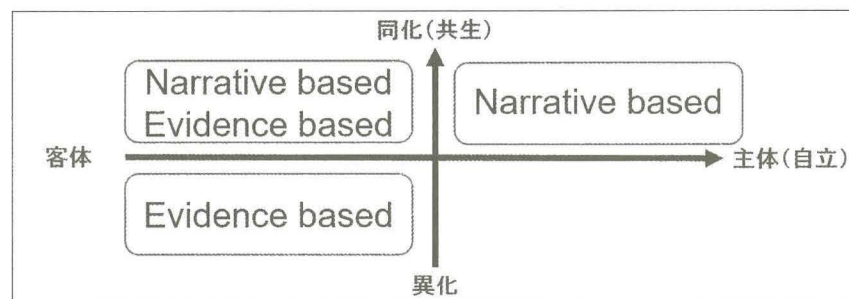 同化(共生)
Narrative based
Evidence based
Narrative based
客体
主体(自立)
Evidence based
異化